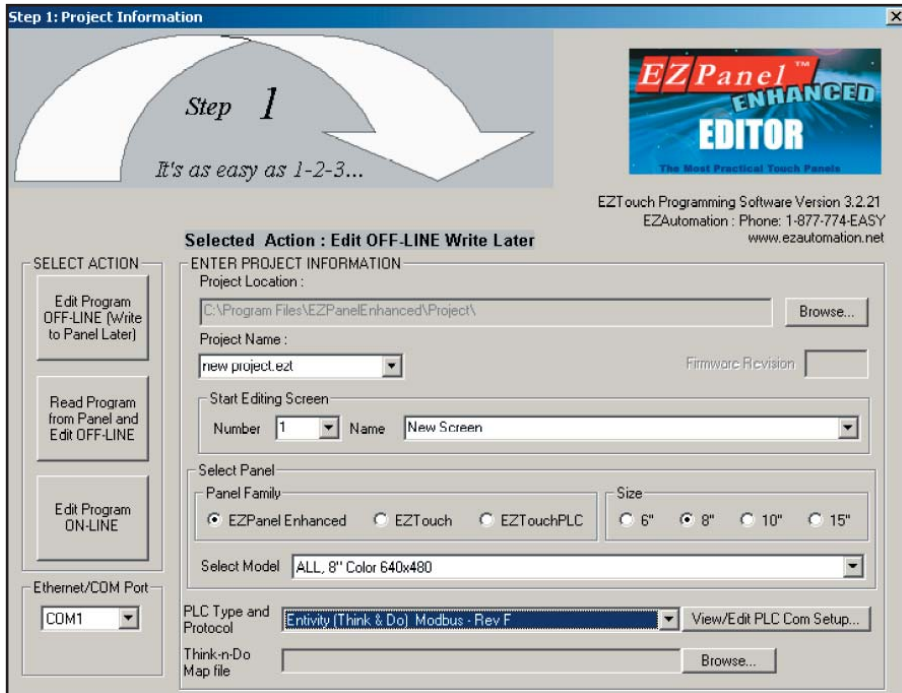 Step 1: Project Information
Step 1
It's as easy as 1-2-3...
EZPanel™
ENHANCED
EDITOR
The Most Practical Touch Panels
EZTouch Programming Software Version 3.2.21
EZAutomation : Phone: 1-877-774-EASY
www.ezautomation.net
Selected Action : Edit OFF-LINE Write Later
SELECT ACTION
Edit Program
OFF-LINE (Write
to Panel Later)
Read Program
from Panel and
Edit OFF-LINE
Edit Program
ON-LINE
Ethernet/COM Port
COM1
ENTER PROJECT INFORMATION
Project Location :
C:\Program Files\EZPanelEnhanced\Project\
Browse...
Project Name :
new project.ezt
Firmware Revision
Start Editing Screen
Number 1 Name New Screen
Select Panel
Panel Family
EZPanel Enhanced EZTouch EZTouchPLC
Size
6" 8" 10" 15"
Select Model ALL, 8" Color 640x480
PLC Type and
Protocol
Entivity (Think & Do) Modbus - Rev F
View/Edit PLC Com Setup...
Think-n-Do
Map file
Browse...